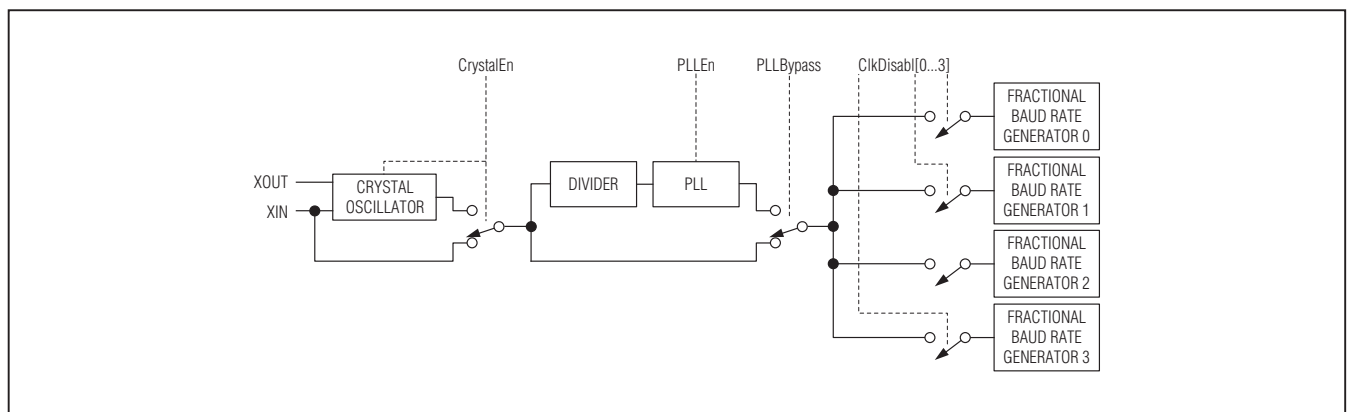 CrystalEn
PLLEn
PLLBypass
ClkDisabl[0...3]
XOUT
XIN
CRYSTAL
OSCILLATOR
DIVIDER
PLL
FRACTIONAL
BAUD RATE
GENERATOR 0
FRACTIONAL
BAUD RATE
GENERATOR 1
FRACTIONAL
BAUD RATE
GENERATOR 2
FRACTIONAL
BAUD RATE
GENERATOR 3